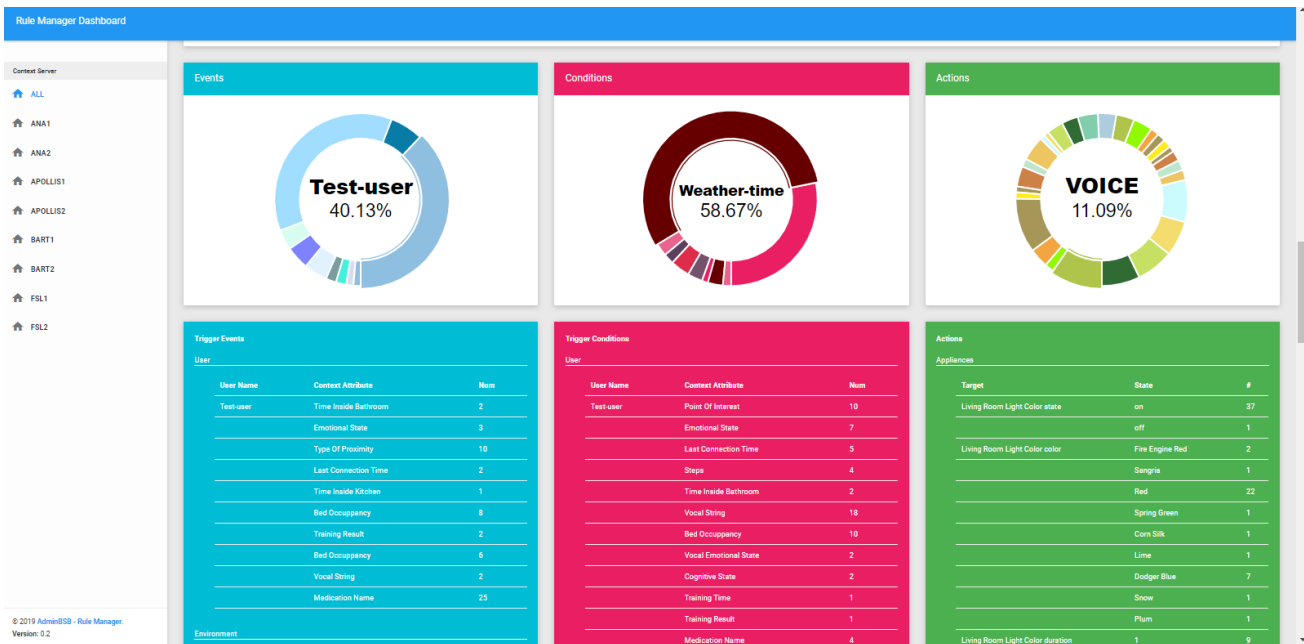 Rule Manager Dashboard
Context Server
ALL
ANA1
ANA2
APOLLIS1
APOLLIS2
BART1
BART2
FSL1
FSL2
© 2019 AdminBSB - Rule Manager.
Version: 0.2
Events
Test-user
40.13%
Conditions
Weather-time
58.67%
Actions
VOICE
11.09%
Trigger Events
User
User Name Context Attribute Num
Test-user Time Inside Bathroom 2
Emotional State 3
Type Of Proximity 10
Last Connection Time 2
Time Inside Kitchen 1
Bed Occupancy 8
Training Result 2
Bed Occuppancy 6
Vocal String 2
Medication Name 25
Environment
Trigger Conditions
User
User Name Context Attribute Num
Test-user Point Of Interest 10
Emotional State 7
Last Connection Time 5
Steps 4
Time Inside Bathroom 2
Vocal String 18
Bed Occuppancy 10
Vocal Emotional State 2
Cognitive State 2
Training Time 1
Training Result 1
Medication Name 4
Actions
Appliances
Target State #
Living Room Light Color state on 37
off 1
Living Room Light Color color Fire Engine Red 2
Sangria 1
Red 22
Spring Green 1
Corn Silk 1
Lime 1
Dodger Blue 7
Snow 1
Plum 1
Living Room Light Color duration 1 9